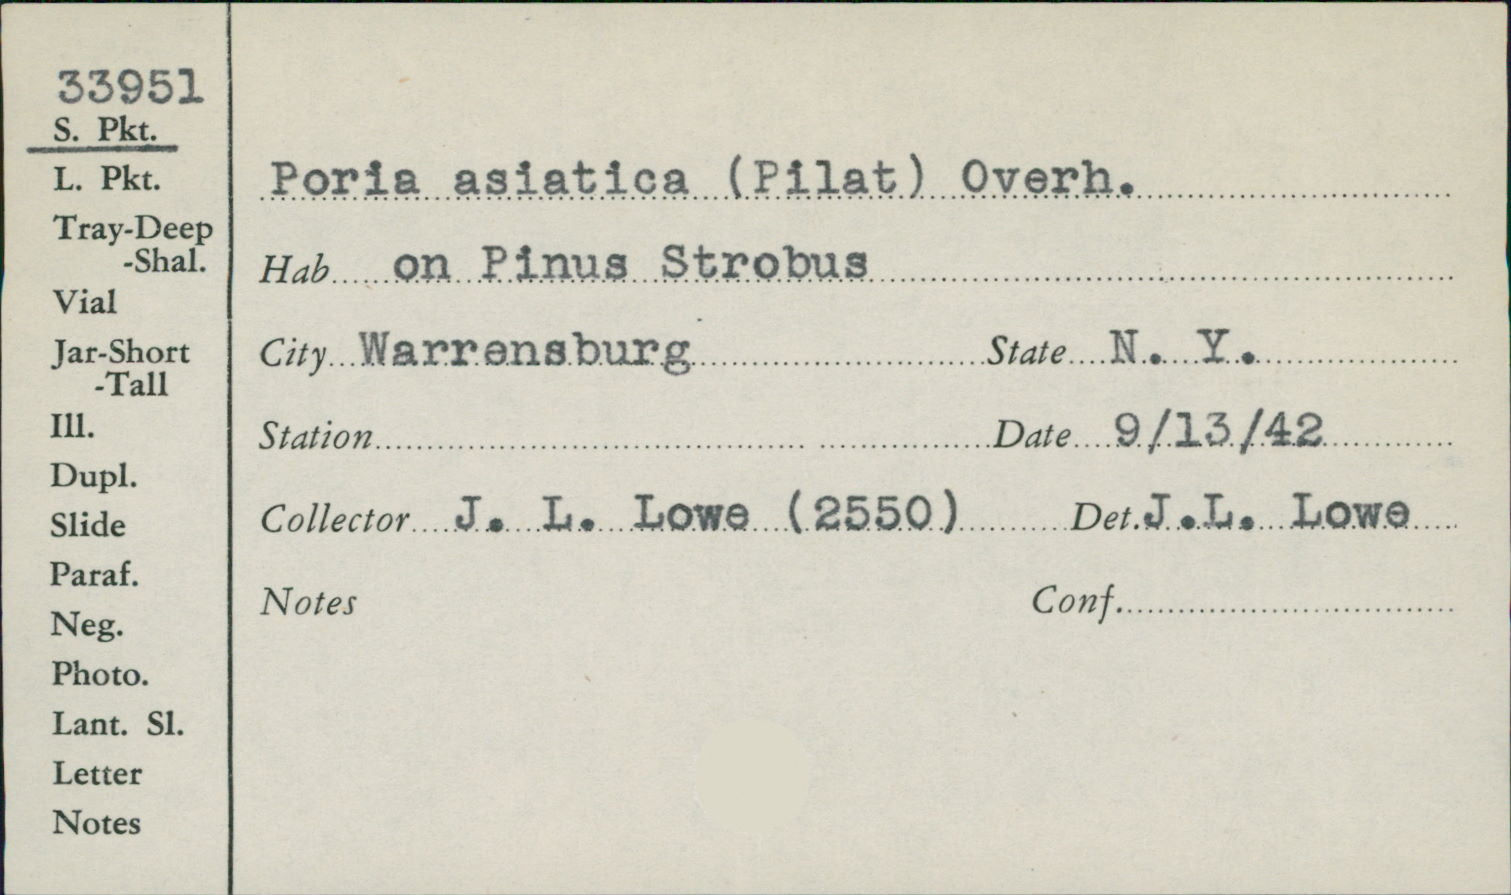 33951
S. Pkt.
L. Pkt.
Tray-Deep
-Shal.
Vial
Jar-Short
-Tall
Ill.
Dupl.
Slide
Paraf.
Neg.
Photo.
Lant. Sl.
Letter
Notes
Poria asiatica (Pilat) Overh.
Hab on Pinus Strobus
City Warrensburg State N. Y.
Station Date 9/13/42
Collector J. L. Lowe (2550) Det. J.L. Lowe
Notes Conf.